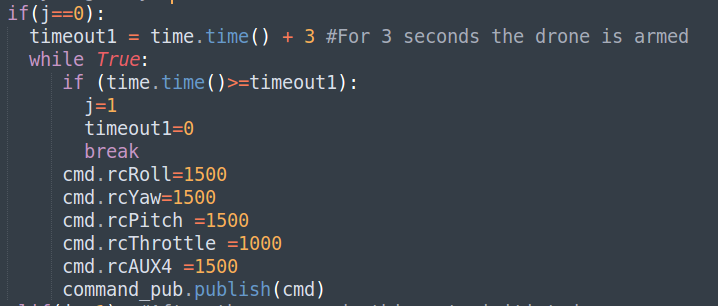 if(j==0):
timeout1 = time.time() + 3 #For 3 seconds the drone is armed
while True:
if (time.time()>=timeout1):
j=1
timeout1=0
break
cmd.rcRoll=1500
cmd.rcYaw=1500
cmd.rcPitch =1500
cmd.rcThrottle =1000
cmd.rcAUX4 =1500
command_pub.publish(cmd)